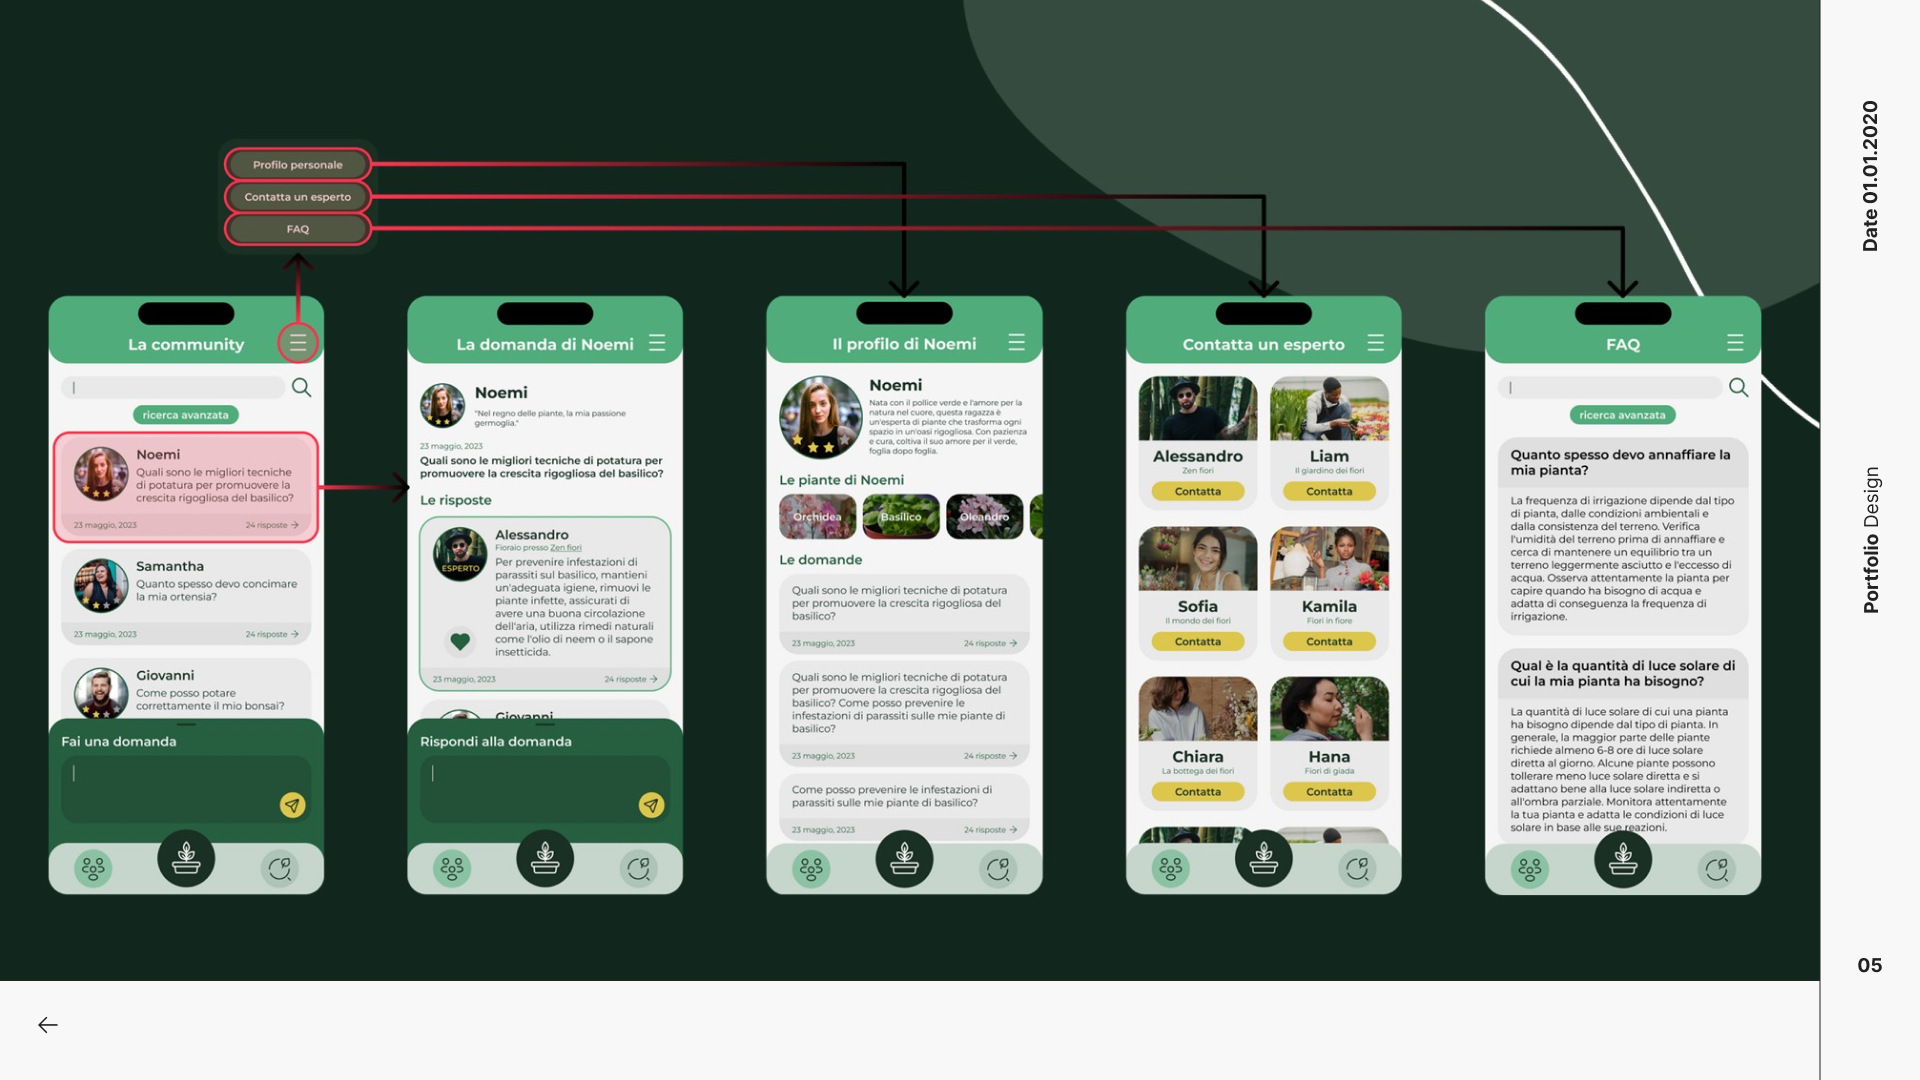 Profilo personale
Contatta un esperto
FAQ
La community
ricerca avanzata
Noemi
Quali sono le migliori tecniche
di potatura per promuovere la
crescita rigogliosa del basilico?
23 maggio, 2023
24 risposte
Samantha
Quanto spesso devo concimare
la mia ortensia?
23 maggio, 2023
24 risposte
Giovanni
Come posso potare
correttamente il mio bonsai?
Fai una domanda
La domanda di Noemi
Noemi
"Nel regno delle piante, la mia passione
germoglia."
23 maggio, 2023
Quali sono le migliori tecniche di potatura per
promuovere la crescita rigogliosa del basilico?
Le risposte
Alessandro
Fioraio presso Zen fiori
ESPERTO
Per prevenire infestazioni di
parassiti sul basilico, mantieni
un'adeguata igiene, rimuovi le
piante infette, assicurati di
avere una buona circolazione
dell'aria, utilizza rimedi naturali
come l'olio di neem o il sapone
insetticida.
23 maggio, 2023
24 risposte
Giovanni
Rispondi alla domanda
Il profilo di Noemi
Noemi
Nata con il pollice verde e l'amore per la
natura nel cuore, questa ragazza è
un'esperta di piante che trasforma ogni
spazio in un'oasi rigogliosa. Con pazienza
e cura, coltiva il suo amore per il verde,
foglia dopo foglia.
Le piante di Noemi
Orchidea
Basilico
Oleandro
Le domande
Quali sono le migliori tecniche di potatura
per promuovere la crescita rigogliosa del
basilico?
23 maggio, 2023
24 risposte
Quali sono le migliori tecniche di potatura
per promuovere la crescita rigogliosa del
basilico? Come posso prevenire le
infestazioni di parassiti sulle mie piante di
basilico?
23 maggio, 2023
24 risposte
Come posso prevenire le infestazioni di
parassiti sulle mie piante di basilico?
23 maggio, 2023
24 risposte
Contatta un esperto
Alessandro
Zen fiori
Contatta
Liam
Il giardino dei fiori
Contatta
Sofia
Il mondo dei fiori
Contatta
Kamila
Fiori in fiore
Contatta
Chiara
La bottega dei fiori
Contatta
Hana
Fiori di giada
Contatta
FAQ
ricerca avanzata
Quanto spesso devo annaffiare la
mia pianta?
La frequenza di irrigazione dipende dal tipo
di pianta, dalle condizioni ambientali e
dalla consistenza del terreno. Verifica
l'umidità del terreno prima di annaffiare e
cerca di mantenere un equilibrio tra un
terreno leggermente asciutto e l'eccesso di
acqua. Osserva attentamente la pianta per
capire quando ha bisogno di acqua e
adatta di conseguenza la frequenza di
irrigazione.
Qual è la quantità di luce solare di
cui la mia pianta ha bisogno?
La quantità di luce solare di cui una pianta
ha bisogno dipende dal tipo di pianta. In
generale, la maggior parte delle piante
richiede almeno 6-8 ore di luce solare
diretta al giorno. Alcune piante possono
tollerare meno luce solare diretta e si
adattano bene alla luce solare indiretta o
all'ombra parziale. Monitora attentamente
la tua pianta e adatta le condizioni di luce
solare in base alle sue reazioni.
Date 01.01.2020
Portfolio Design
05